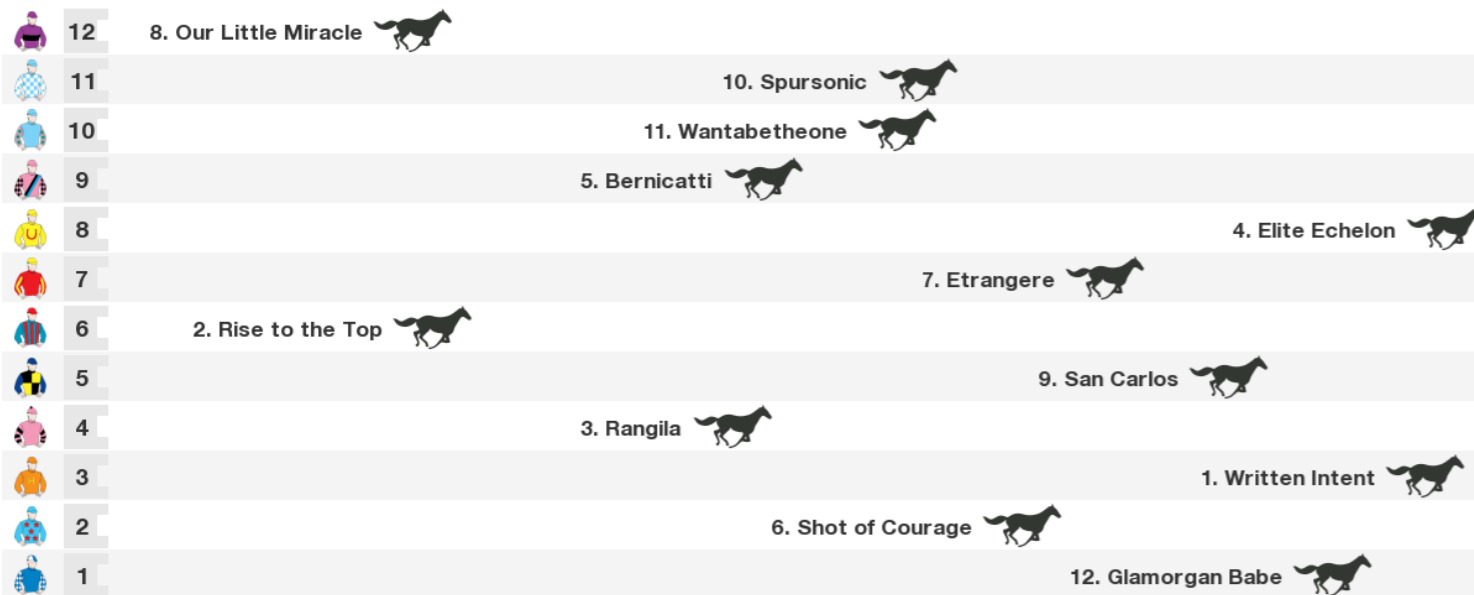 12 8. Our Little Miracle
11 10. Spursonic
10 11. Wantabetheone
9 5. Bernicatti
8 4. Elite Echelon
7 7. Etrangere
6 2. Rise to the Top
5 9. San Carlos
4 3. Rangila
3 1. Written Intent
2 6. Shot of Courage
1 12. Glamorgan Babe